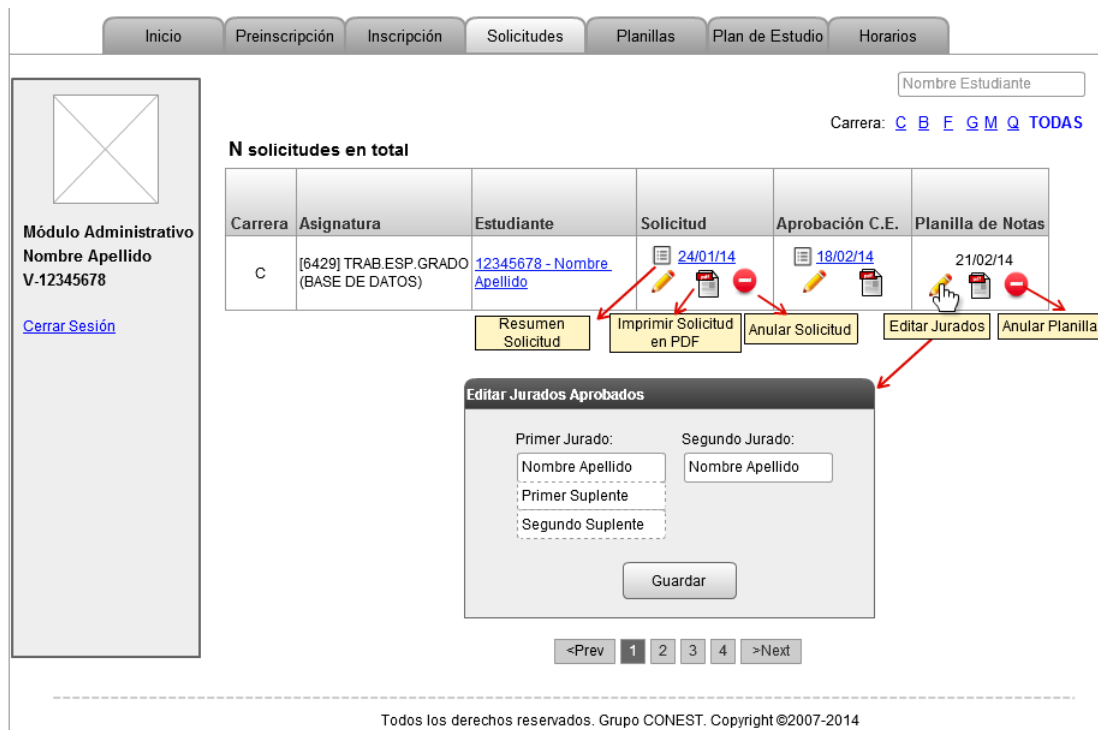 Inicio
Preinscripción
Inscripción
Solicitudes
Planillas
Plan de Estudio
Horarios
Nombre Estudiante
Carrera: C B F G M Q TODAS
Módulo Administrativo
Nombre Apellido
V-12345678
Cerrar Sesión
N solicitudes en total
Carrera
Asignatura
Estudiante
Solicitud
Aprobación C.E.
Planilla de Notas
C
[6429] TRAB.ESP.GRADO
(BASE DE DATOS)
12345678 - Nombre
Apellido
24/01/14
18/02/14
21/02/14
Resumen
Solicitud
Imprimir Solicitud
en PDF
Anular Solicitud
Editar Jurados
Anular Planilla
Editar Jurados Aprobados
Primer Jurado:
Segundo Jurado:
Nombre Apellido
Nombre Apellido
Primer Suplente
Segundo Suplente
Guardar
<Prev
1
2
3
4
>Next
Todos los derechos reservados. Grupo CONEST. Copyright ©2007-2014